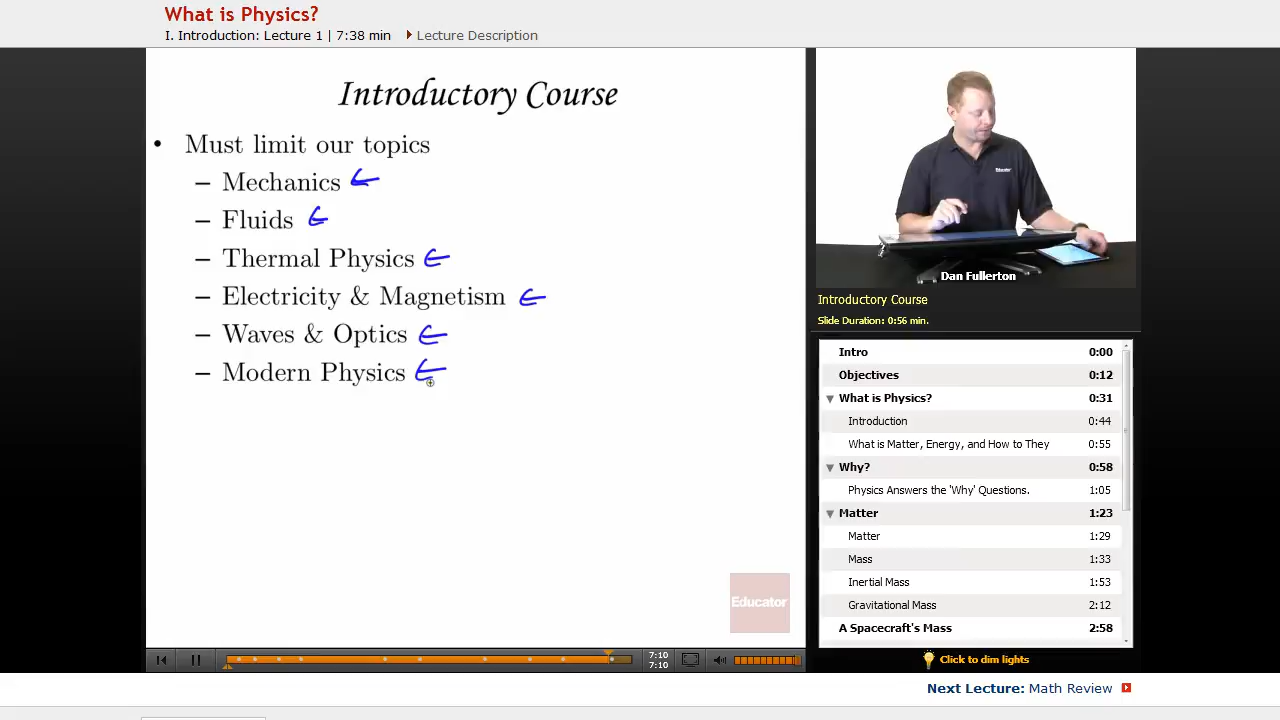 What is Physics?
I. Introduction: Lecture 1 | 7:38 min Lecture Description
Introductory Course
• Must limit our topics
– Mechanics
– Fluids
– Thermal Physics
– Electricity & Magnetism
– Waves & Optics
– Modern Physics
Educator
7:10
7:10
Educator
Dan Fullerton
Introductory Course
Slide Duration: 0:56 min.
Intro 0:00
Objectives 0:12
What is Physics? 0:31
Introduction 0:44
What is Matter, Energy, and How to They 0:55
Why? 0:58
Physics Answers the 'Why' Questions. 1:05
Matter 1:23
Matter 1:29
Mass 1:33
Inertial Mass 1:53
Gravitational Mass 2:12
A Spacecraft's Mass 2:58
Click to dim lights
Next Lecture: Math Review